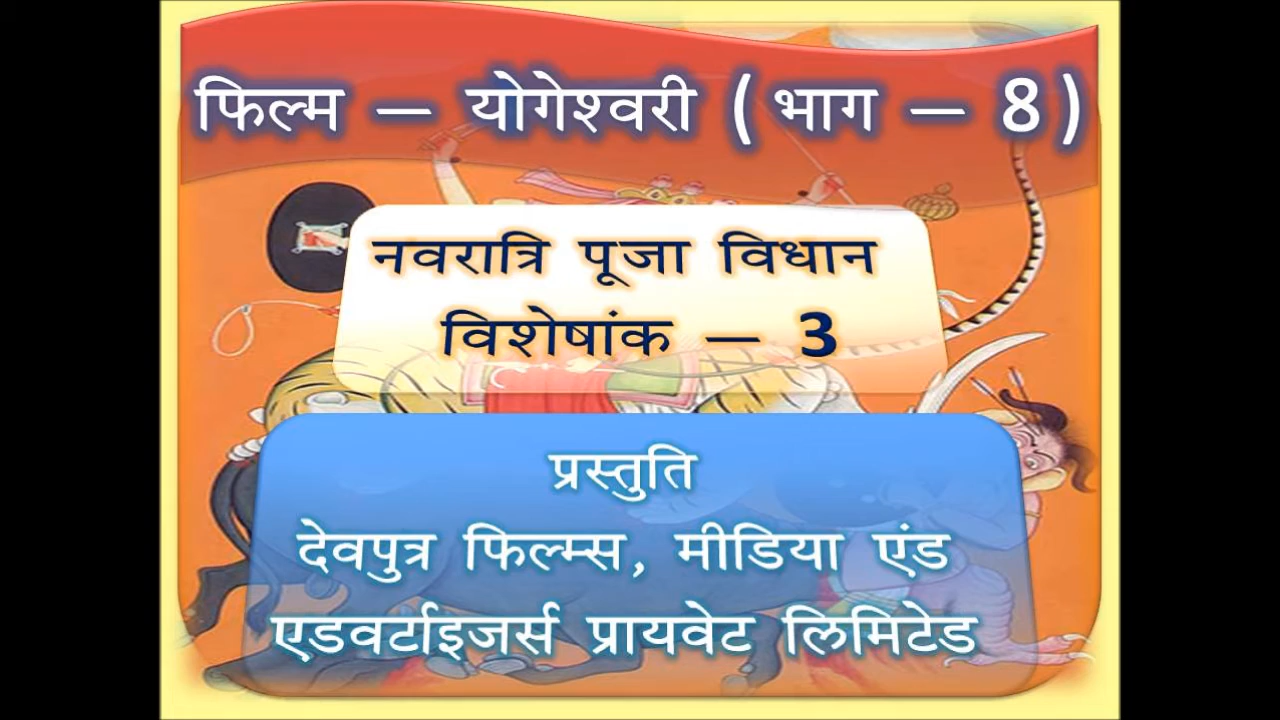 फिल्म – योगेश्वरी ( भाग – 8 )
नवरात्रि पूजा विधान
विशेषांक – 3
प्रस्तुति
देवपुत्र फिल्म्स, मीडिया एंड
एडवर्टाइजर्स प्रायवेट लिमिटेड